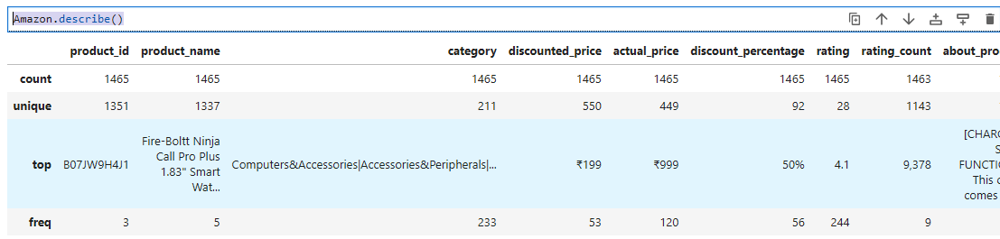 Amazon.describe()
product_id product_name category discounted_price actual_price discount_percentage rating rating_count about_pro
count 1465 1465 1465 1465 1465 1465 1465 1463
unique 1351 1337 211 550 449 92 28 1143
top B07JW9H4J1 Fire-Boltt Ninja Call Pro Plus 1.83" Smart Wat... Computers&Accessories|Accessories&Peripherals|... ₹199 ₹999 50% 4.1 9,378 [CHARG S FUNCTIO This c comes
freq 3 5 233 53 120 56 244 9